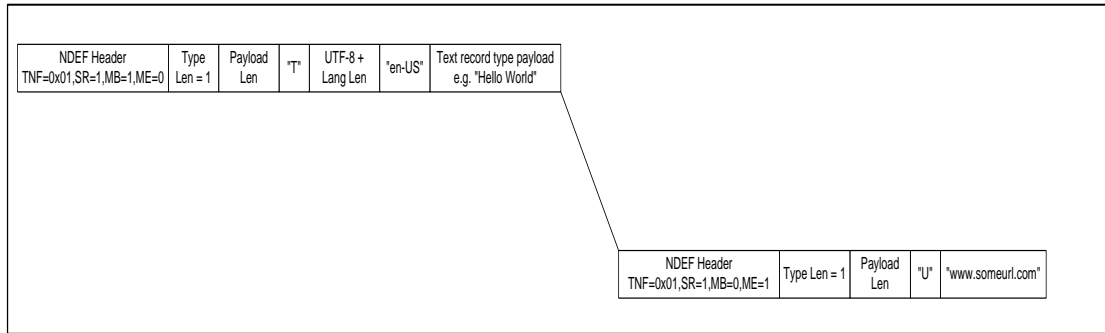 NDEF Header
TNF=0x01,SR=1,MB=1,ME=0
Type
Len = 1
Payload
Len
"T"
UTF-8 +
Lang Len
"en-US"
Text record type payload
e.g. "Hello World"
NDEF Header
TNF=0x01,SR=1,MB=0,ME=1
Type Len = 1
Payload
Len
"U"
"www.someurl.com"